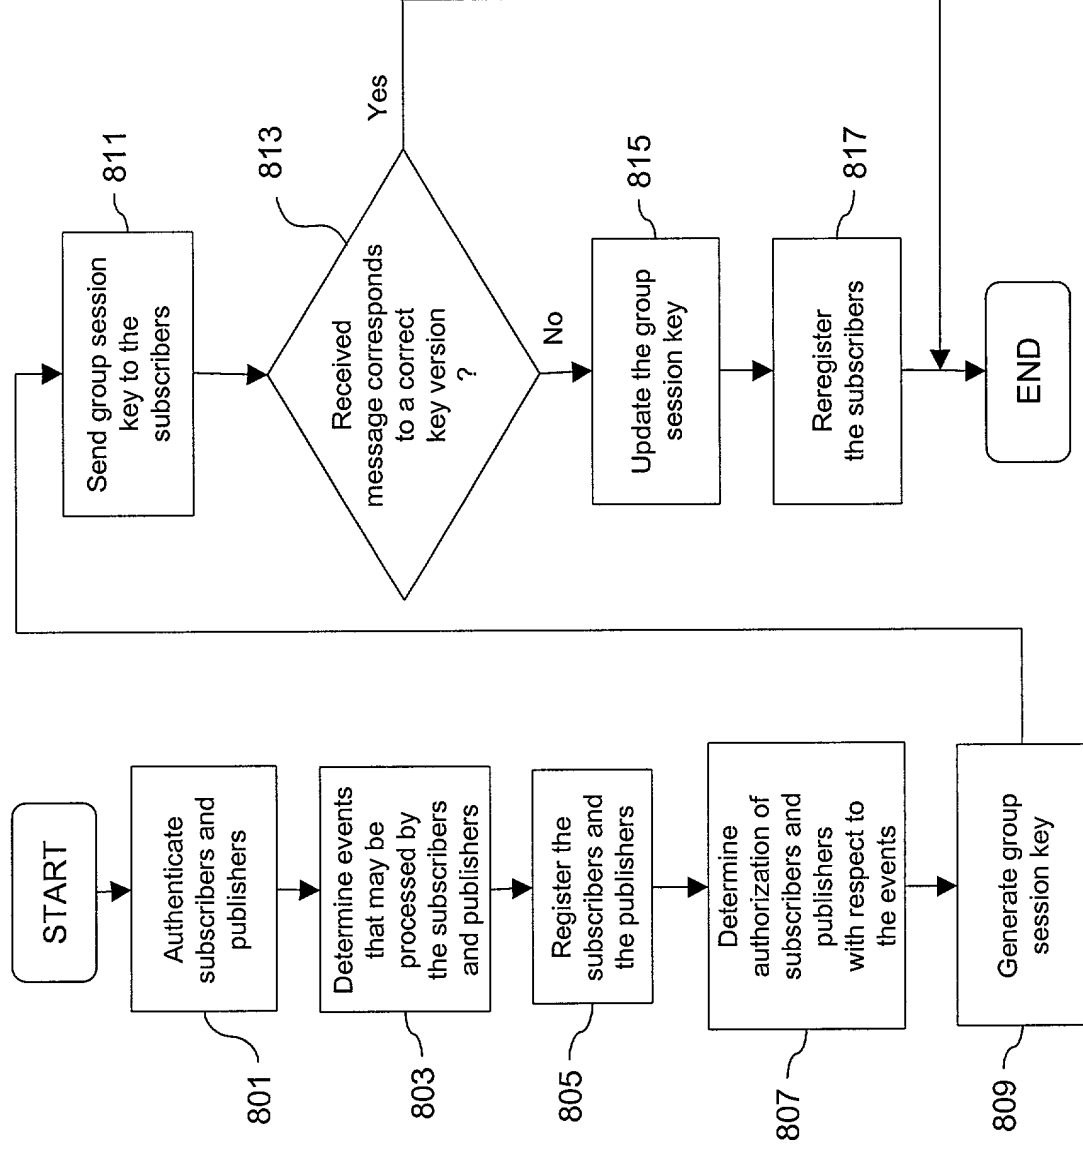 START
Authenticate
subscribers and
publishers
801
Determine events
that may be
processed by
the subscribers
and publishers
803
Register the
subscribers and
the publishers
805
Determine
authorization of
subscribers and
publishers
with respect to
the events
807
Generate group
session key
809
Send group session
key to the
subscribers
811
Received
message corresponds
to a correct
key version
?
813
Yes
No
Update the group
session key
815
Reregister
the subscribers
817
END